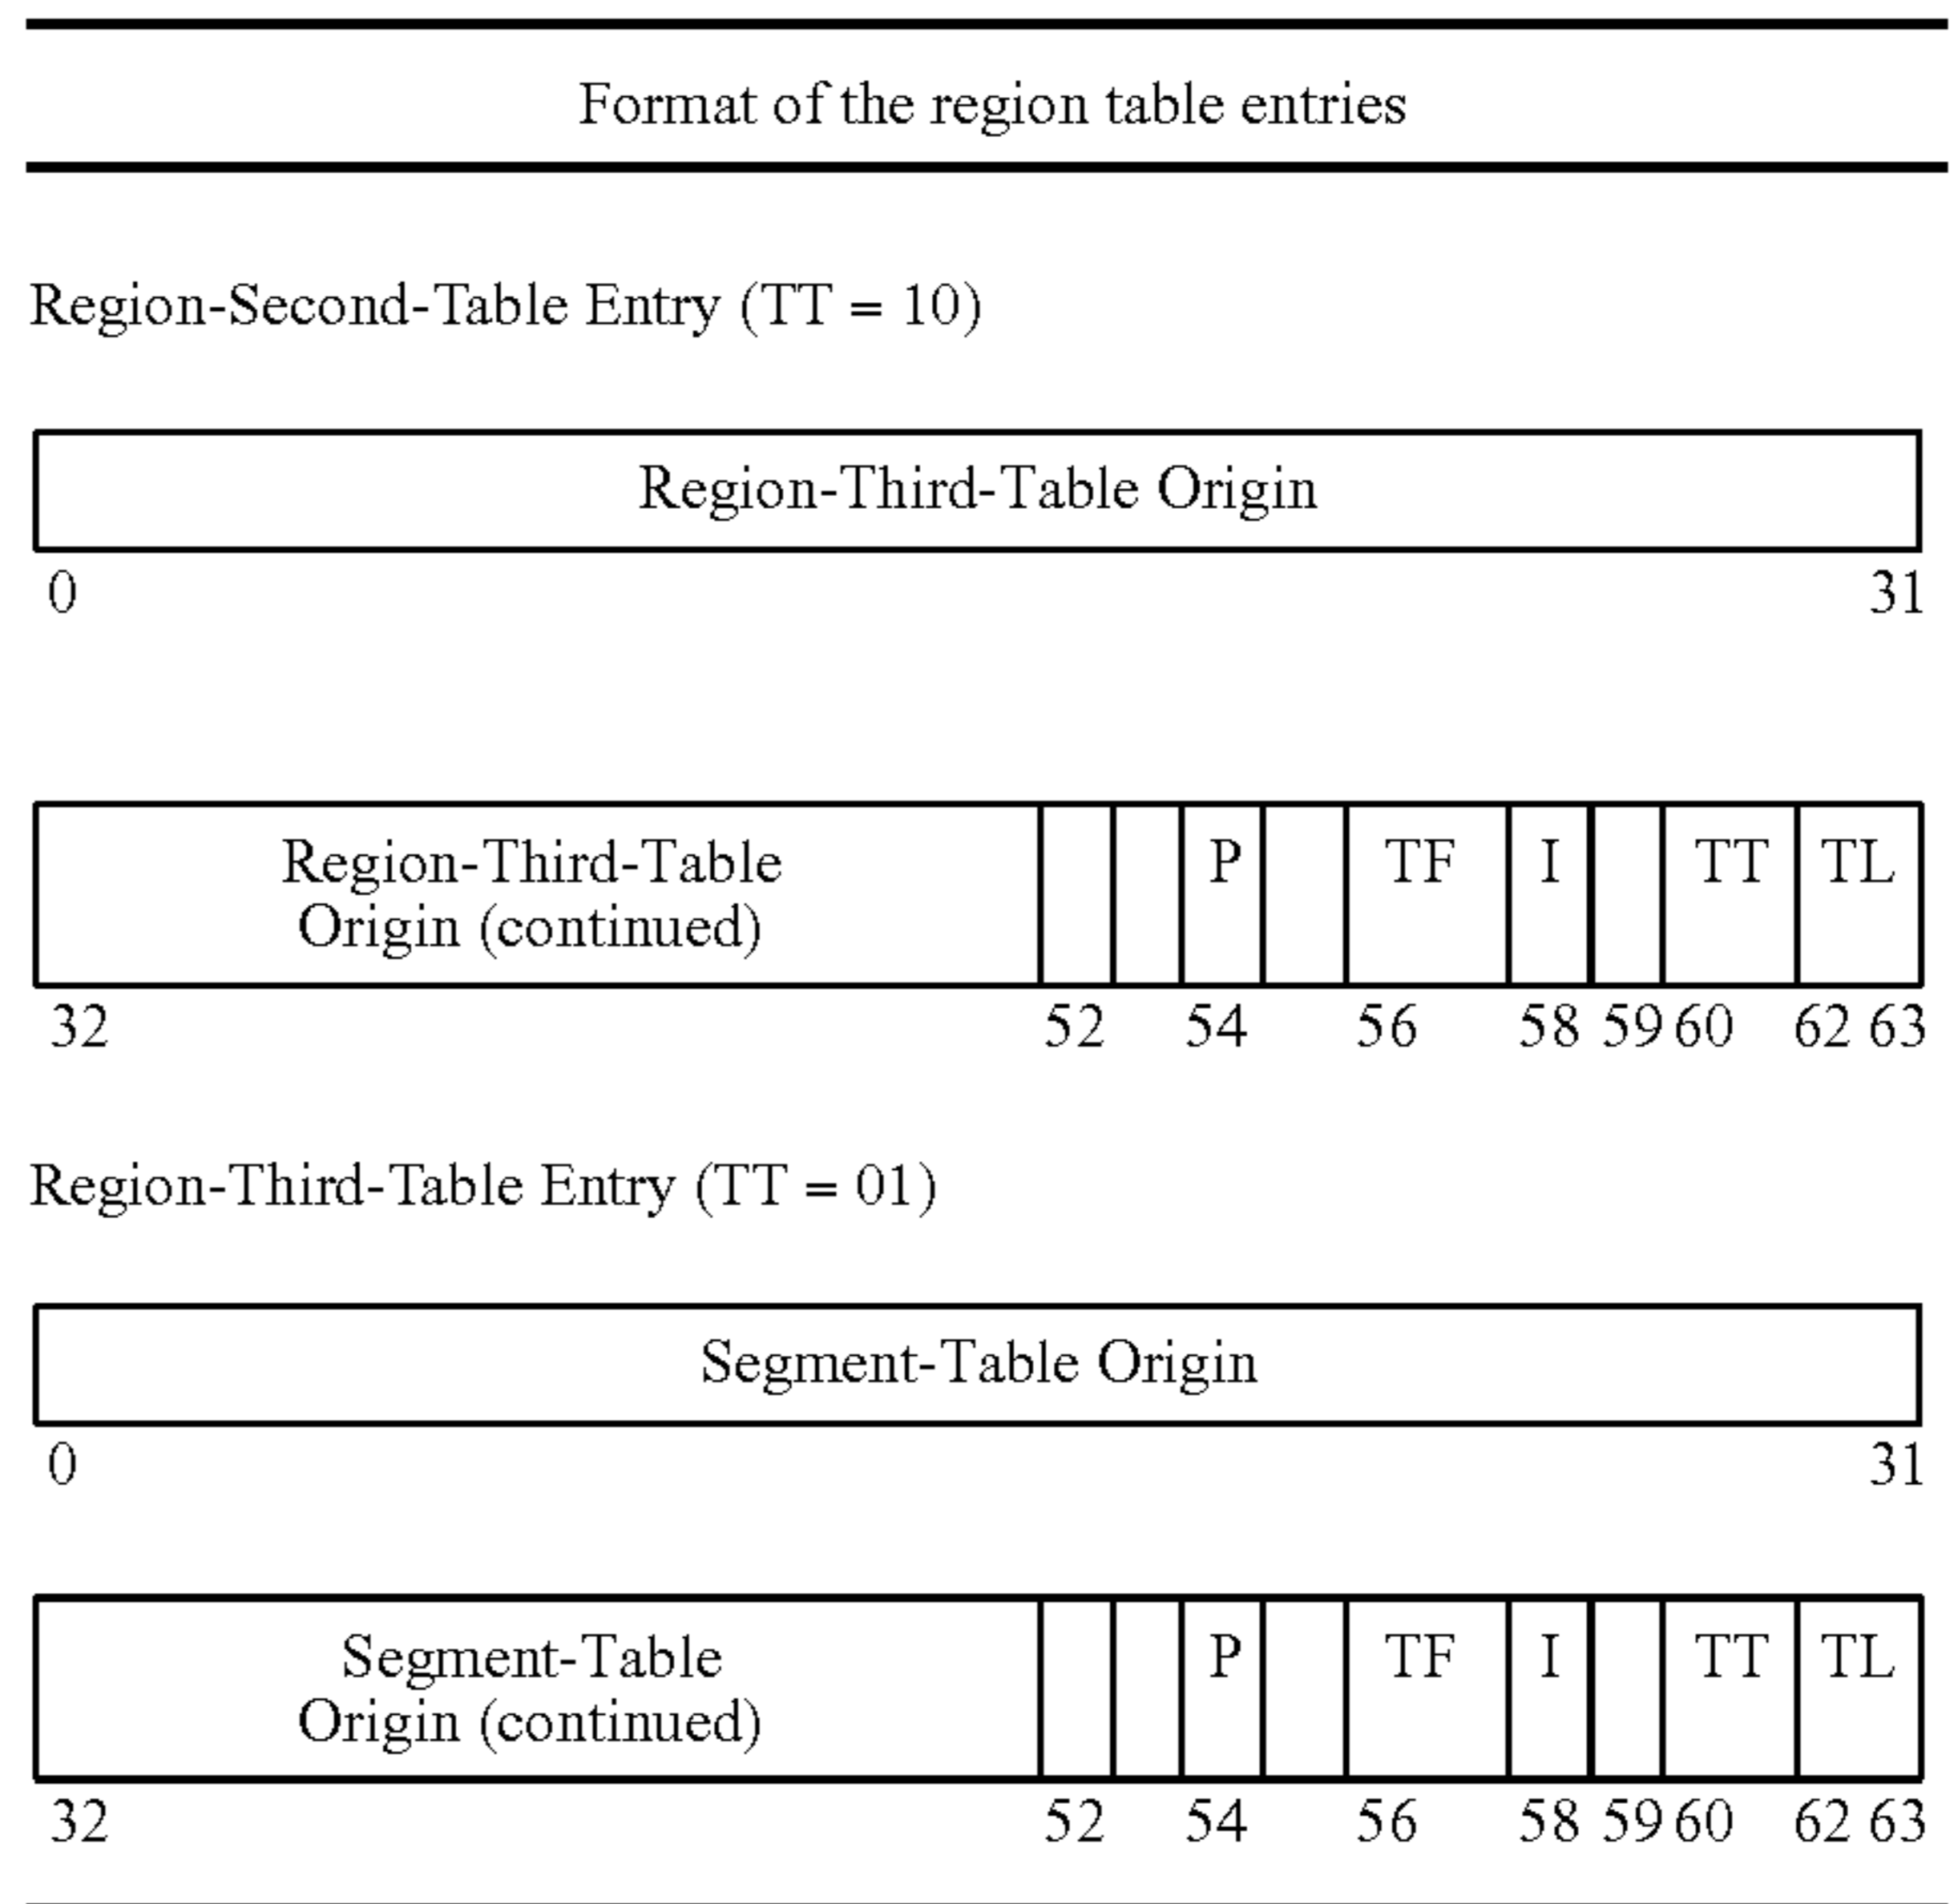 Format of the region table entries
Region-Second-Table Entry (TT = 10)
Region-Third-Table Origin
0 31
Region-Third-Table P TF I TT TL
Origin (continued)
32 52 54 56 58 59 60 62 63
Region-Third-Table Entry (TT = 01)
Segment-Table Origin
0 31
Segment-Table P TF I TT TL
Origin (continued)
32 52 54 56 58 59 60 62 63